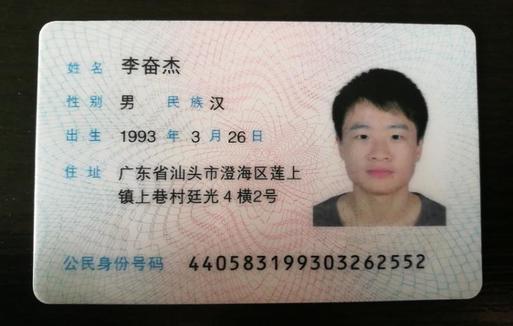 姓名 李奋杰
性别 男 民族 汉
出生 1993 年 3 月 26 日
住址 广东省汕头市澄海区莲上
镇上巷村廷光4横2号
公民身份号码 440583199303262552